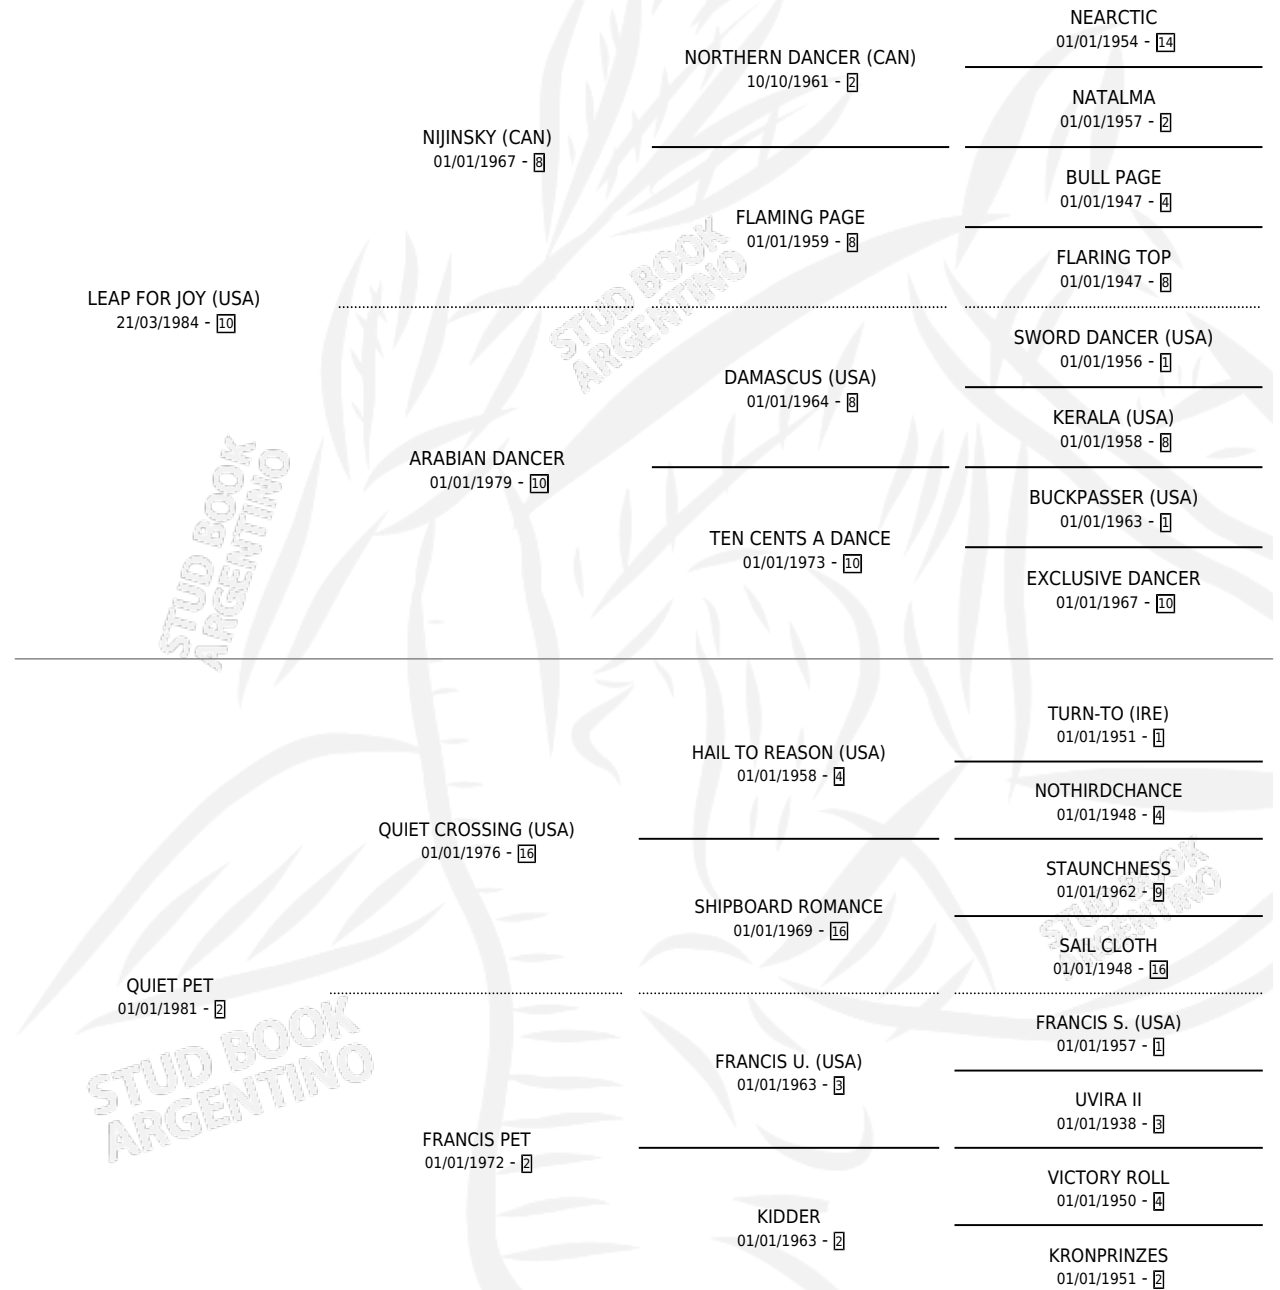 NEARCTIC
01/01/1954 - 14
NORTHERN DANCER (CAN)
10/10/1961 - 2
NATALMA
01/01/1957 - 2
NIJINSKY (CAN)
01/01/1967 - 8
BULL PAGE
01/01/1947 - 4
FLAMING PAGE
01/01/1959 - 8
FLARING TOP
01/01/1947 - 8
LEAP FOR JOY (USA)
21/03/1984 - 10
STUD BOOK
ARGENTINO
SWORD DANCER (USA)
01/01/1956 - 1
DAMASCUS (USA)
01/01/1964 - 8
KERALA (USA)
01/01/1958 - 8
ARABIAN DANCER
01/01/1979 - 10
BUCKPASSER (USA)
01/01/1963 - 1
TEN CENTS A DANCE
01/01/1973 - 10
EXCLUSIVE DANCER
01/01/1967 - 10
STUD BOOK
ARGENTINO
TURN-TO (IRE)
01/01/1951 - 1
HAIL TO REASON (USA)
01/01/1958 - 4
NOTHIRDCHANCE
01/01/1948 - 4
QUIET CROSSING (USA)
01/01/1976 - 16
STAUNCHNESS
01/01/1962 - 9
SHIPBOARD ROMANCE
01/01/1969 - 16
SAIL CLOTH
01/01/1948 - 16
STUD BOOK
ARGENTINO
QUIET PET
01/01/1981 - 2
FRANCIS S. (USA)
01/01/1957 - 1
FRANCIS U. (USA)
01/01/1963 - 3
UVIRA II
01/01/1938 - 3
STUD BOOK
ARGENTINO
FRANCIS PET
01/01/1972 - 2
VICTORY ROLL
01/01/1950 - 4
KIDDER
01/01/1963 - 2
KRONPRINZES
01/01/1951 - 2